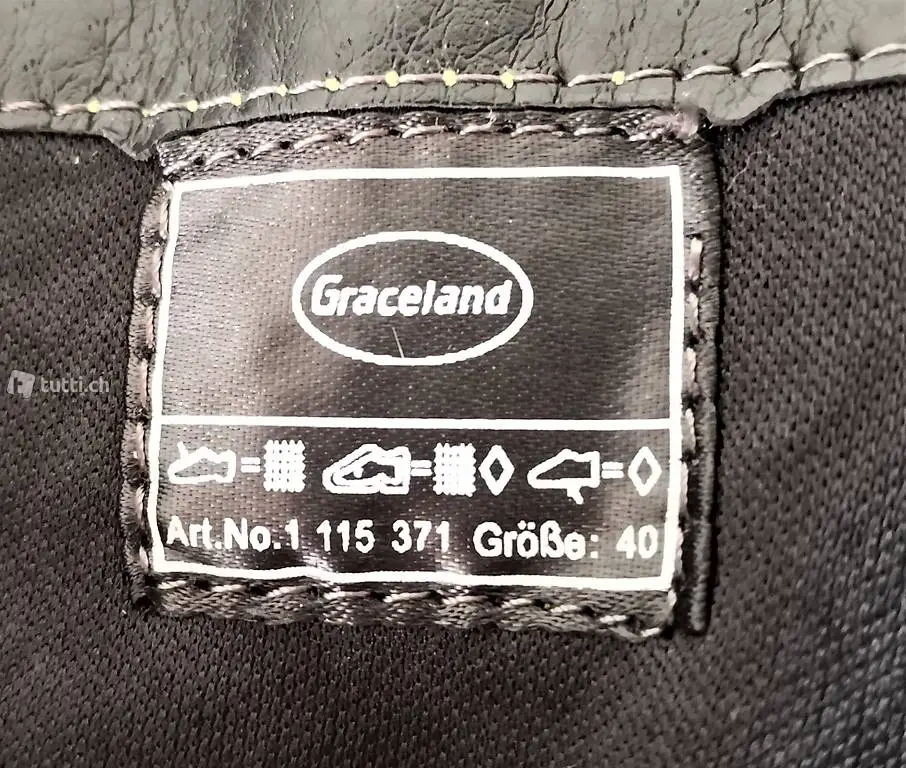 Graceland
tutti.ch
Art.No.1 115 371 Größe: 40